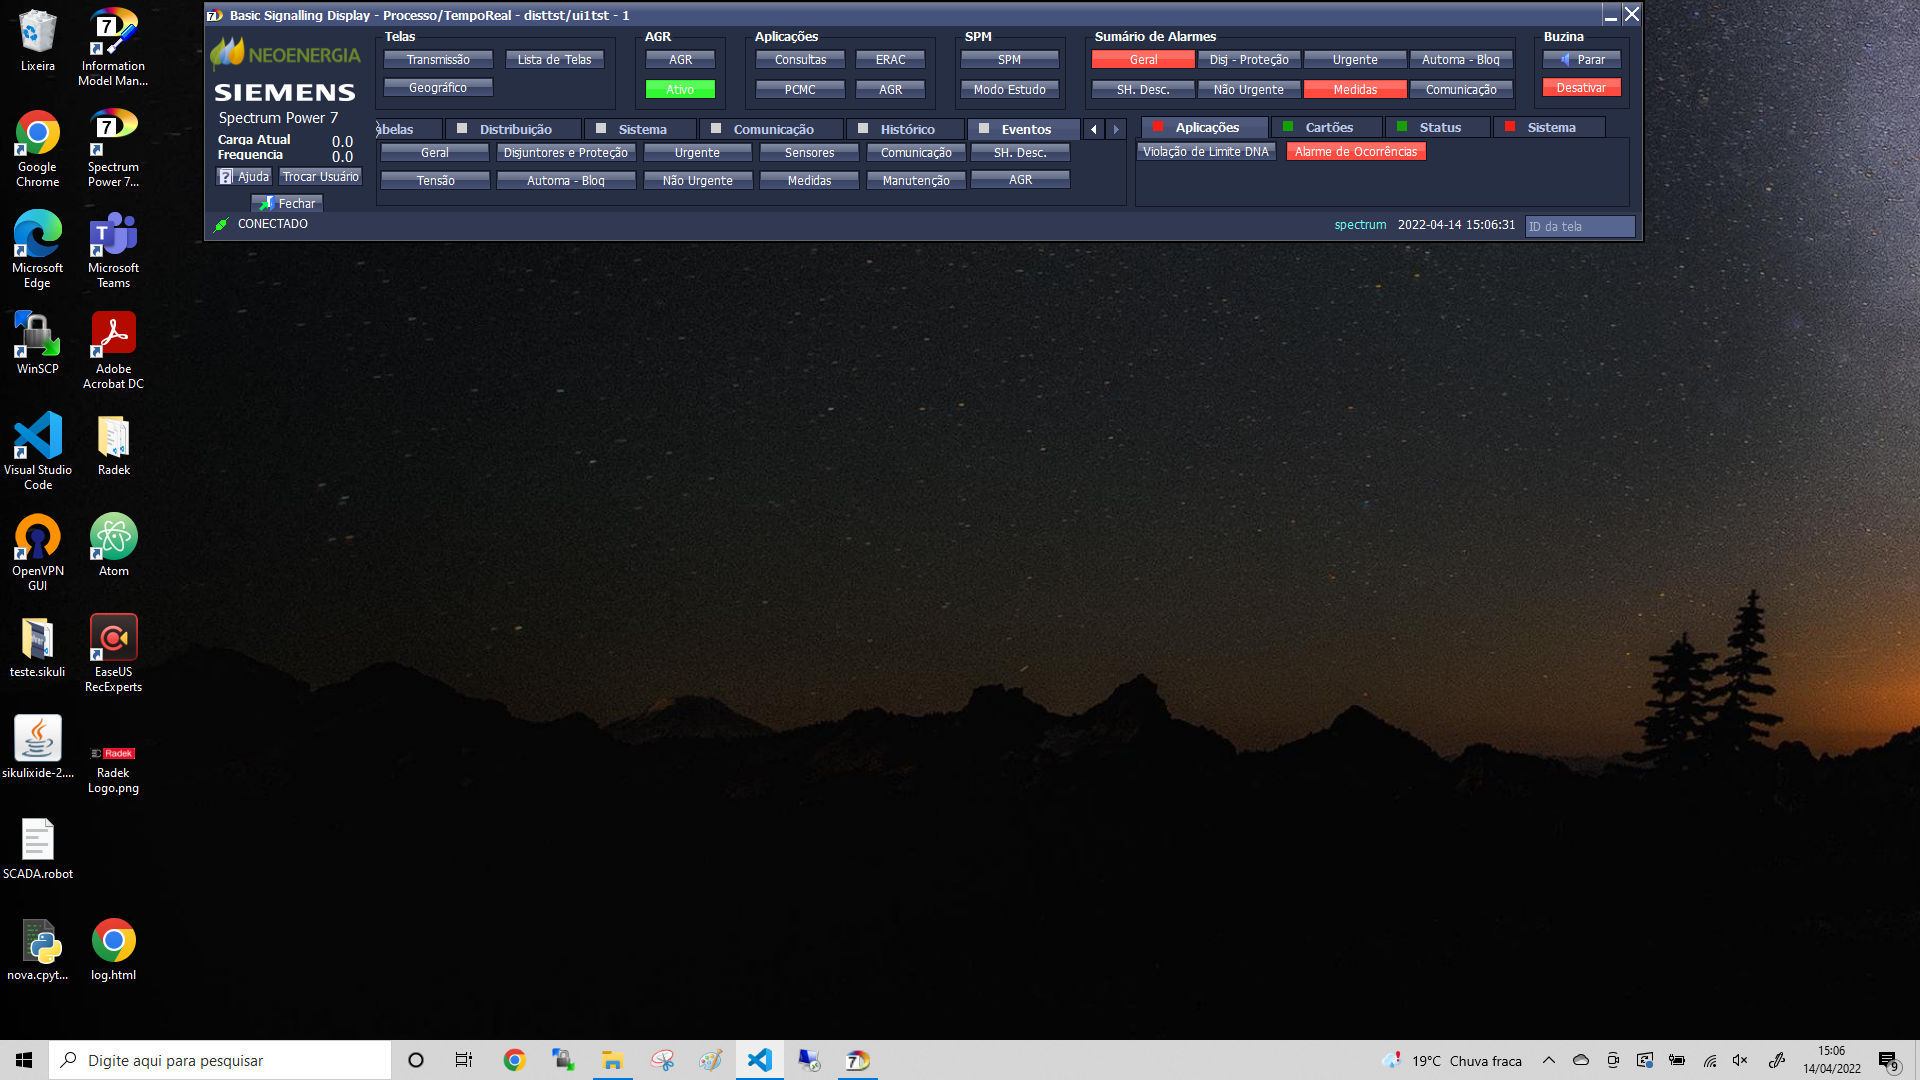 Basic Signalling Display - Processo/TempoReal - disttst/ui1tst - 1
NEOENERGIA
SIEMENS
Spectrum Power 7
Carga Atual 0.0
Frequencia 0.0
Ajuda Trocar Usuário
Fechar
Telas
Transmissão Lista de Telas
Geográfico
AGR
AGR
Ativo
Aplicações
Consultas ERAC
PCMC AGR
SPM
SPM
Modo Estudo
Sumário de Alarmes
Geral Disj - Proteção Urgente Automa - Bloq
SH. Desc. Não Urgente Medidas Comunicação
Buzina
Parar
Desativar
abelas Distribuição Sistema Comunicação Histórico Eventos
Geral Disjuntores e Proteção Urgente Sensores Comunicação SH. Desc.
Tensão Automa - Bloq Não Urgente Medidas Manutenção AGR
Aplicações Cartões Status Sistema
Violação de Limite DNA Alarme de Ocorrências
CONECTADO
spectrum 2022-04-14 15:06:31 ID da tela
Lixeira
7
Information
Model Man...
Google
Chrome
7
Spectrum
Power 7...
Microsoft
Edge
Microsoft
Teams
WinSCP
Adobe
Acrobat DC
Visual Studio
Code
Radek
OpenVPN
GUI
Atom
teste.sikuli
EaseUS
RecExperts
sikulixide-2....
Radek
Radek
Logo.png
SCADA.robot
nova.cpyt...
log.html
Digite aqui para pesquisar
7
19°C Chuva fraca
15:06
14/04/2022
9